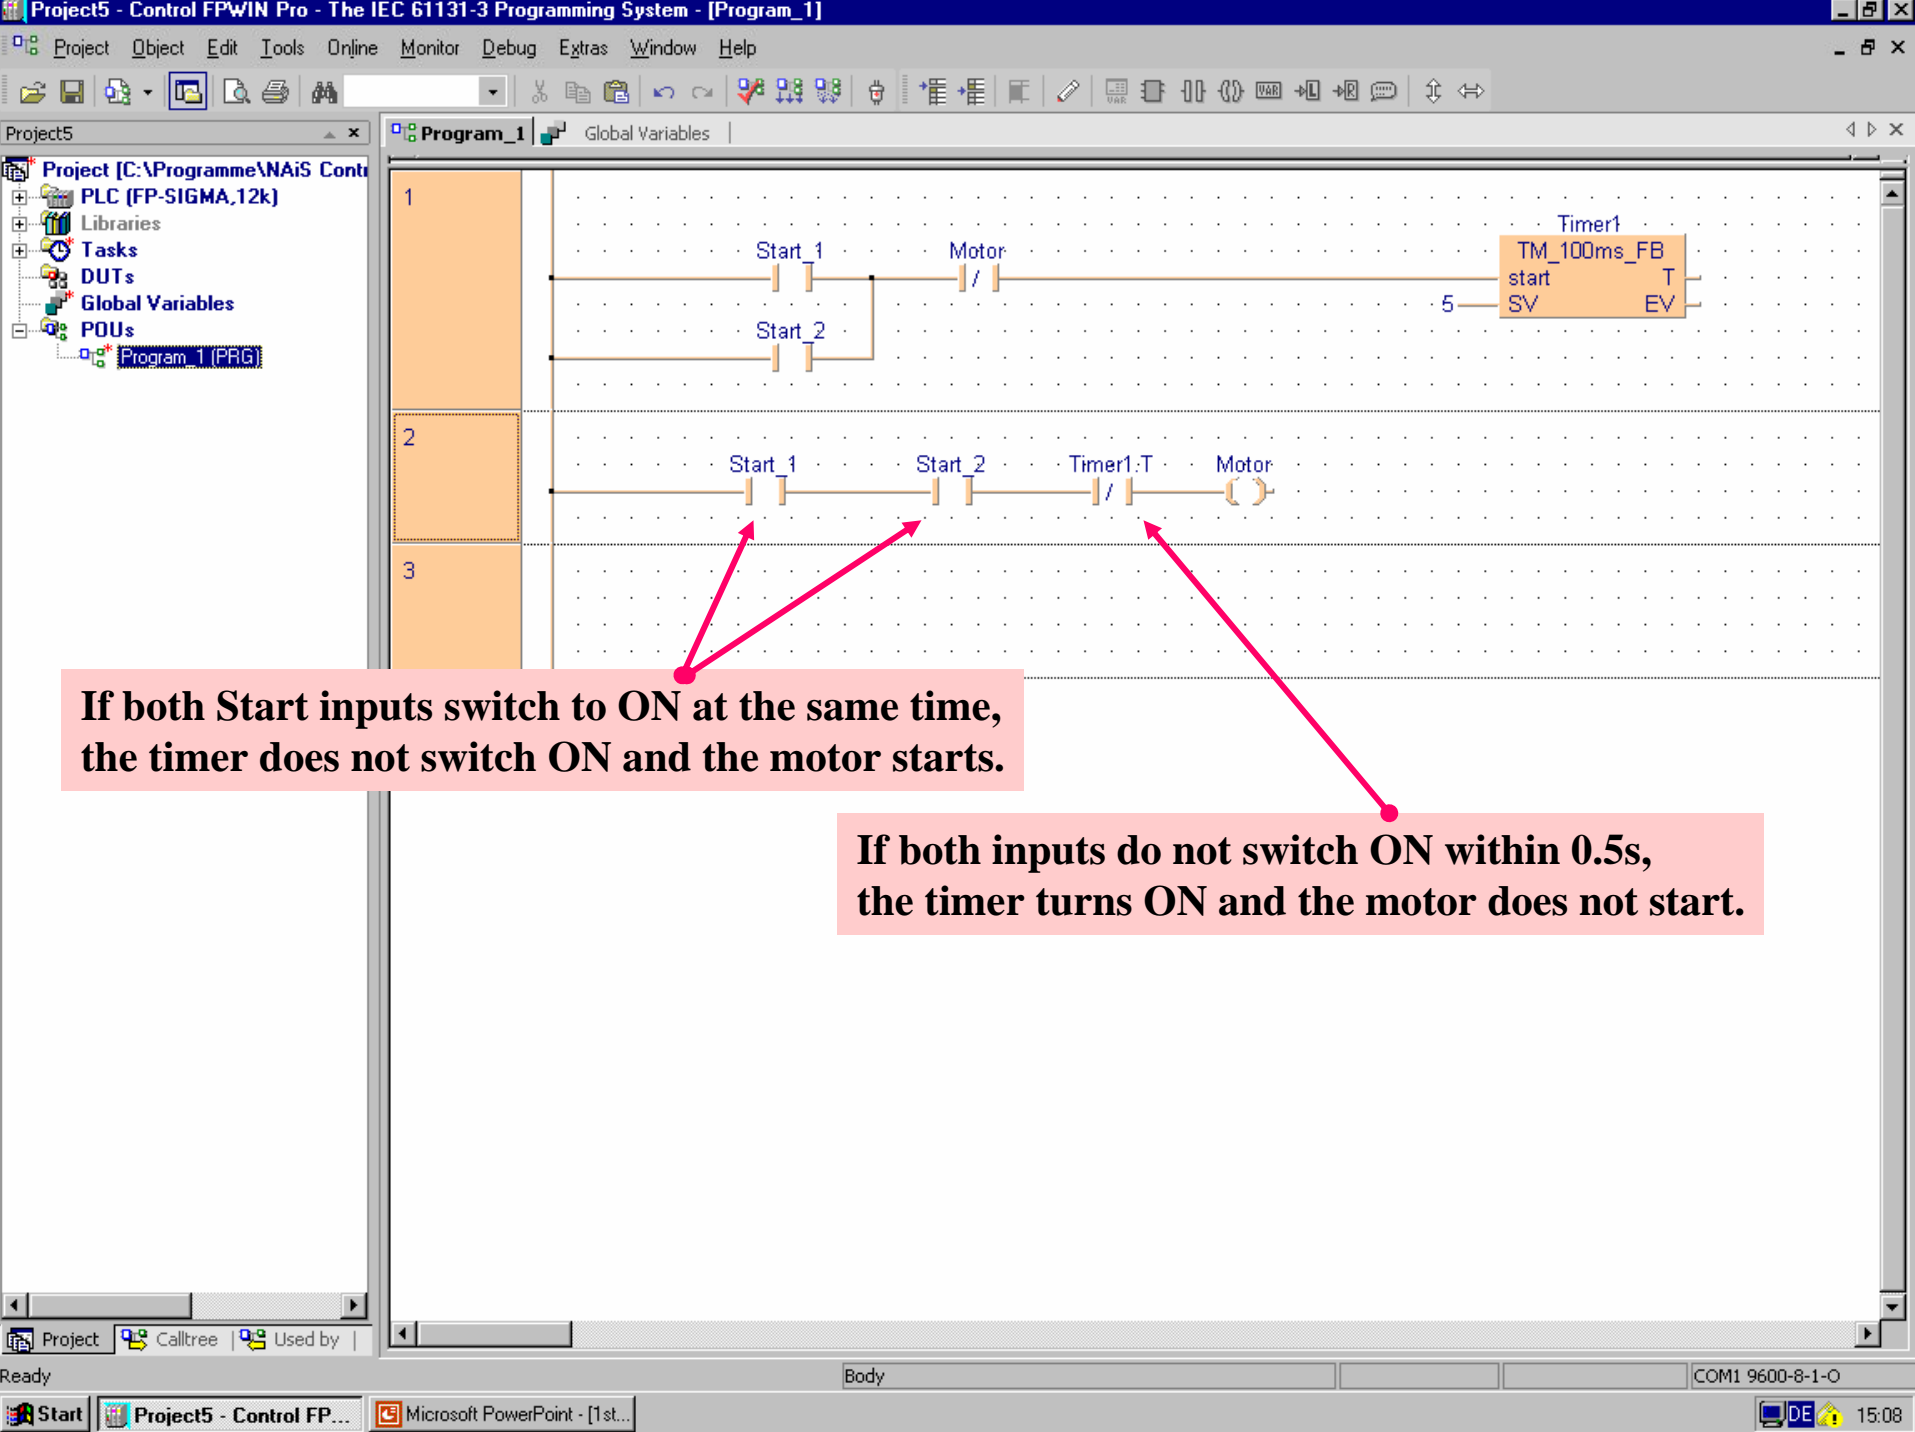 Project5 - Control FPWIN Pro - The IEC 61131-3 Programming System - [Program_1]
Project Object Edit Tools Online Monitor Debug Extras Window Help
Project5
Program_1 Global Variables
Project [C:\Programme\NAiS Contr
PLC (FP-SIGMA,12k)
Libraries
Tasks
DUTs
Global Variables
POUs
Program_1 (PRG)
1
Start_1 Motor
Timer1
TM_100ms_FB
start T
5 SV EV
Start_2
2
Start_1 Start_2 Timer1.T Motor
3
If both Start inputs switch to ON at the same time,
the timer does not switch ON and the motor starts.
If both inputs do not switch ON within 0.5s,
the timer turns ON and the motor does not start.
Project Calltree Used by
Ready Body COM1 9600-8-1-O
Start Project5 - Control FP... Microsoft PowerPoint - [1st... DE 15:08